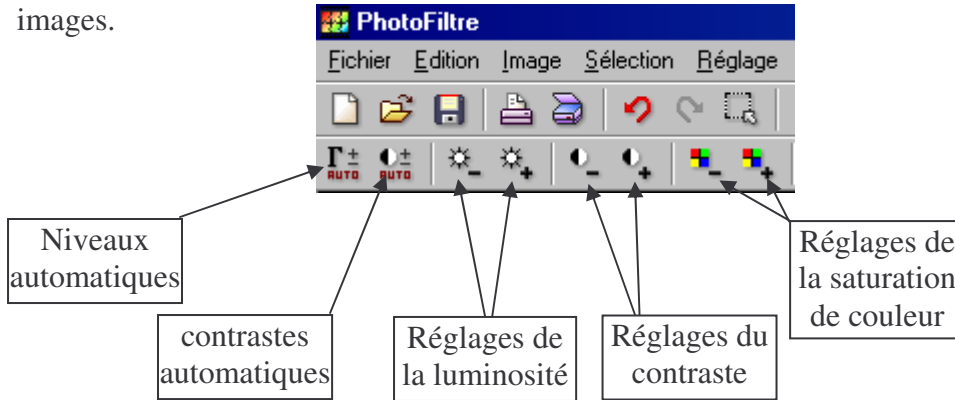 images.
PhotoFiltre
Fichier Edition Image Sélection Réglage
Γ± ±
AUTO AUTO
Niveaux
automatiques
contrastes
automatiques
Réglages de
la luminosité
Réglages du
contraste
Réglages de
la saturation
de couleur